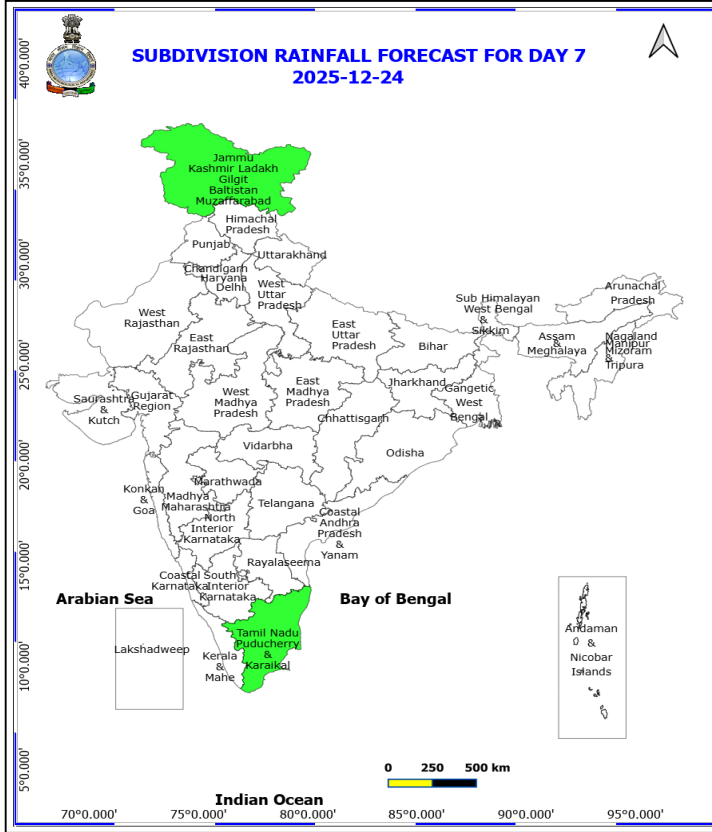 SUBDIVISION RAINFALL FORECAST FOR DAY 7
2025-12-24
40°0.000'
35°0.000'
30°0.000'
25°0.000'
20°0.000'
15°0.000'
10°0.000'
5°0.000'
Jammu
Kashmir Ladakh
Gilgit
Baltistan
Muzaffarabad
Himachal
Pradesh
Punjab
Uttarakhand
Chandigarh
Haryana
Delhi
West
Uttar
Pradesh
West
Rajasthan
East
Rajasthan
East
Uttar
Pradesh
Bihar
Sub Himalayan
West Bengal
&
Sikkim
Arunachal
Pradesh
Assam
&
Meghalaya
Nagaland
Manipur
Mizoram
&
Tripura
Saurashtra
&
Kutch
Gujarat
Region
West
Madhya
Pradesh
East
Madhya
Pradesh
Jharkhand
Gangetic
West
Bengal
Chhattisgarh
Odisha
Vidarbha
Konkan
&
Goa
Madhya
Maharashtra
Marathwada
Telangana
North
Interior
Karnataka
Coastal
Andhra
Pradesh
&
Yanam
Rayalaseema
Coastal
Karnataka
South
Interior
Karnataka
Arabian Sea
Bay of Bengal
Lakshadweep
Kerala
&
Mahe
Tamil Nadu
Puducherry
&
Karaikal
Andaman
&
Nicobar
Islands
0 250 500 km
Indian Ocean
70°0.000' 75°0.000' 80°0.000' 85°0.000' 90°0.000' 95°0.000'